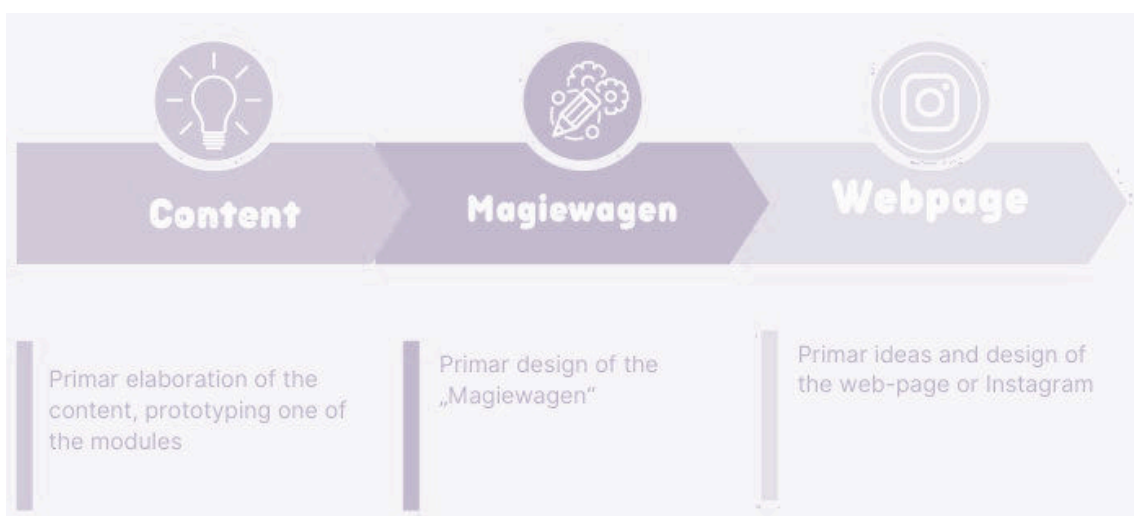 Content
Magiewagen
Webpage
Primar elaboration of the
content, prototyping one of
the modules
Primar design of the
„Magiewagen“
Primar ideas and design of
the web-page or Instagram